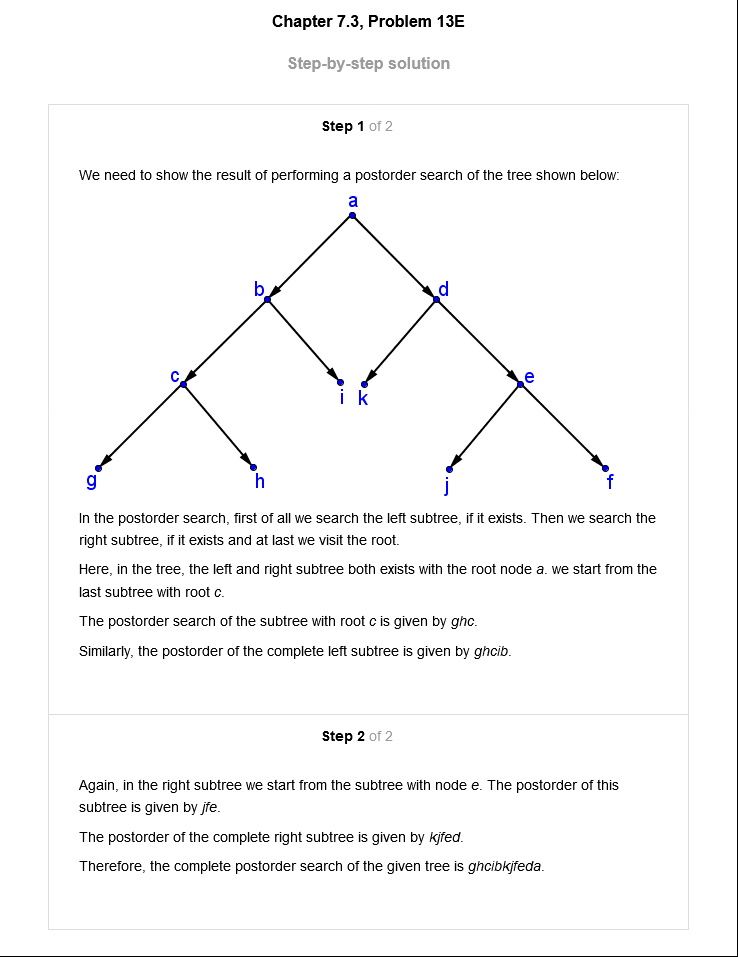 Chapter 7.3, Problem 13E
Step-by-step solution
Step 1 of 2
We need to show the result of performing a postorder search of the tree shown below:
a
b
d
c
e
i
k
g
h
j
f
In the postorder search, first of all we search the left subtree, if it exists. Then we search the
right subtree, if it exists and at last we visit the root.
Here, in the tree, the left and right subtree both exists with the root node a. we start from the
last subtree with root c.
The postorder search of the subtree with root c is given by ghc.
Similarly, the postorder of the complete left subtree is given by ghcib.
Step 2 of 2
Again, in the right subtree we start from the subtree with node e. The postorder of this
subtree is given by jfe.
The postorder of the complete right subtree is given by kjfed.
Therefore, the complete postorder search of the given tree is ghcibkjfeda.